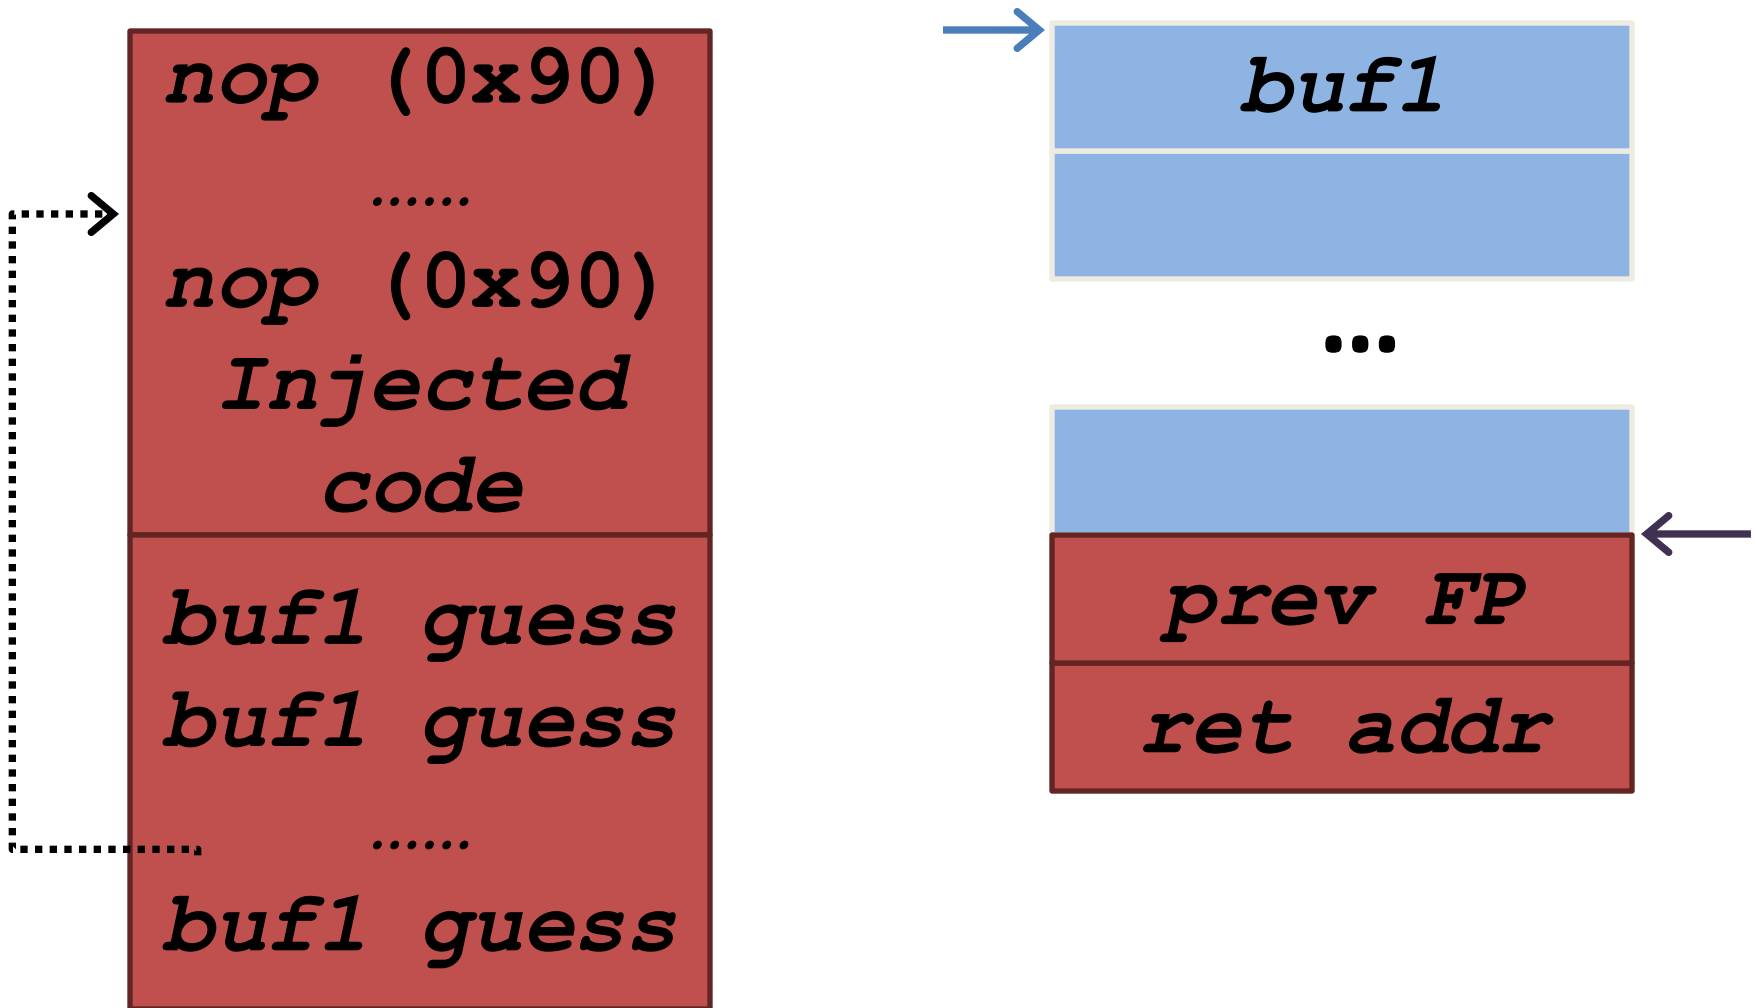 nop (0x90)
......
nop (0x90)
Injected
code
buf1 guess
buf1 guess
......
buf1 guess
buf1
...
prev FP
ret addr